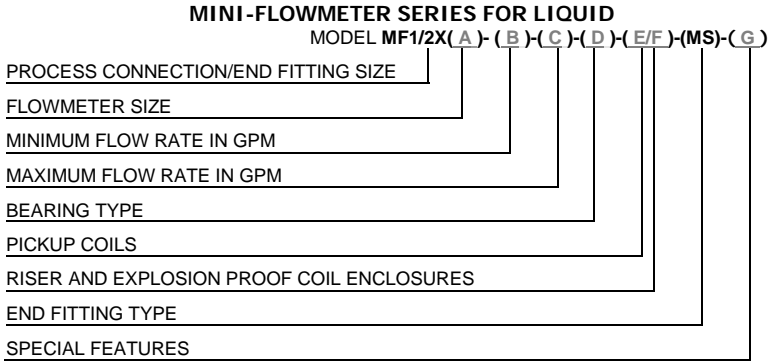 MINI-FLOWMETER SERIES FOR LIQUID
MODEL MF1/2X( A )- ( B )-( C )-( D )-( E/F )-(MS)-( G )
PROCESS CONNECTION/END FITTING SIZE
FLOWMETER SIZE
MINIMUM FLOW RATE IN GPM
MAXIMUM FLOW RATE IN GPM
BEARING TYPE
PICKUP COILS
RISER AND EXPLOSION PROOF COIL ENCLOSURES
END FITTING TYPE
SPECIAL FEATURES